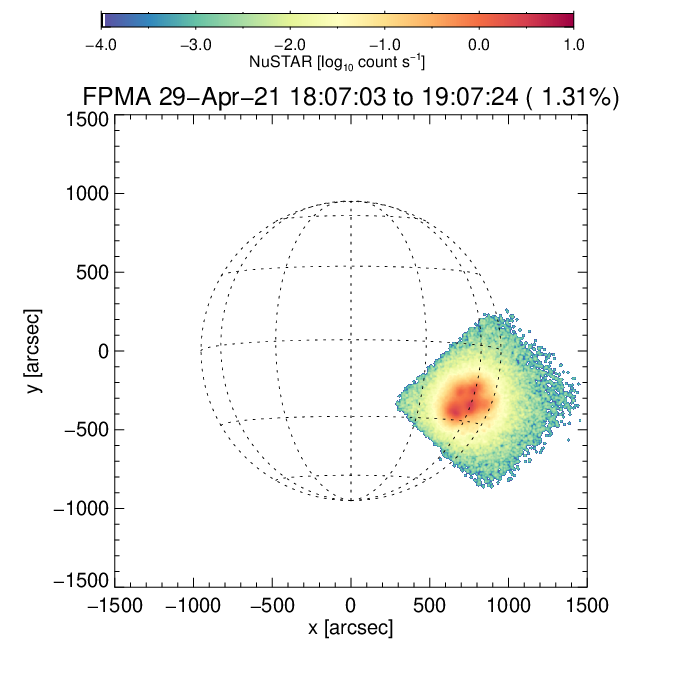 −4.0 −3.0 −2.0 −1.0 0.0 1.0
NuSTAR [log10 count s−1]
FPMA 29−Apr−21 18:07:03 to 19:07:24 ( 1.31%)
1500
1000
500
0
−500
−1000
−1500
y [arcsec]
−1500 −1000 −500 0 500 1000 1500
x [arcsec]